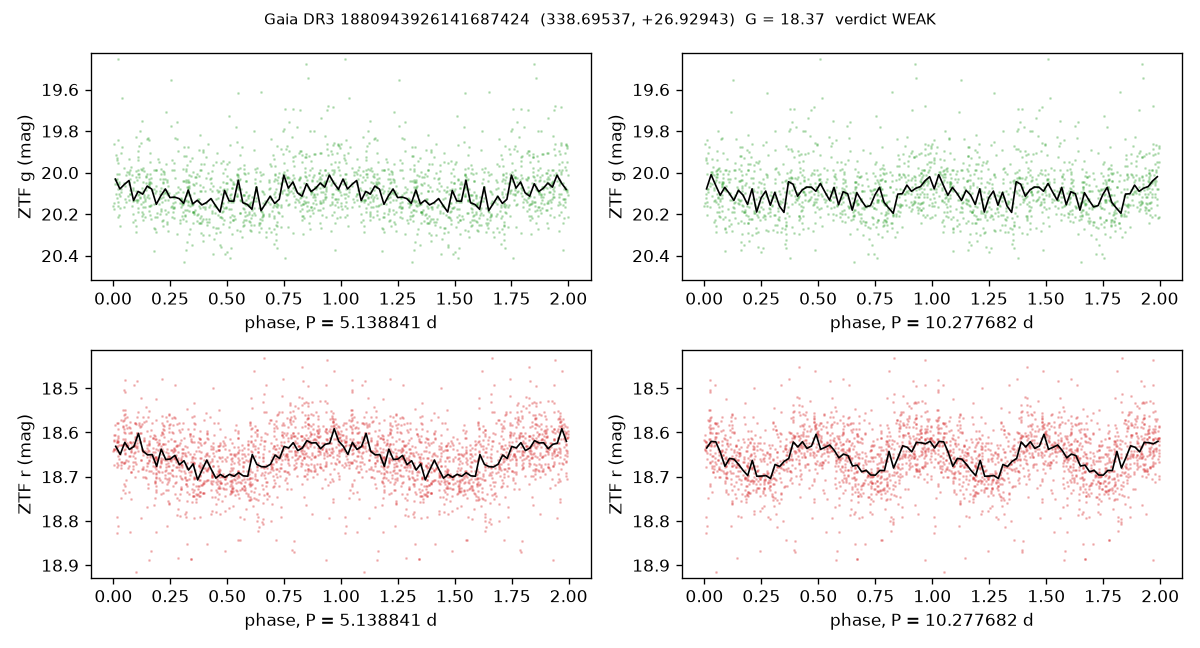 Gaia DR3 1880943926141687424  (338.69537, +26.92943)  G = 18.37  verdict WEAK
ZTF g (mag)
19.6
19.8
20.0
20.2
20.4
0.00 0.25 0.50 0.75 1.00 1.25 1.50 1.75 2.00
phase, P = 5.138841 d
ZTF g (mag)
19.6
19.8
20.0
20.2
20.4
0.00 0.25 0.50 0.75 1.00 1.25 1.50 1.75 2.00
phase, P = 10.277682 d
ZTF r (mag)
18.5
18.6
18.7
18.8
18.9
0.00 0.25 0.50 0.75 1.00 1.25 1.50 1.75 2.00
phase, P = 5.138841 d
ZTF r (mag)
18.5
18.6
18.7
18.8
18.9
0.00 0.25 0.50 0.75 1.00 1.25 1.50 1.75 2.00
phase, P = 10.277682 d